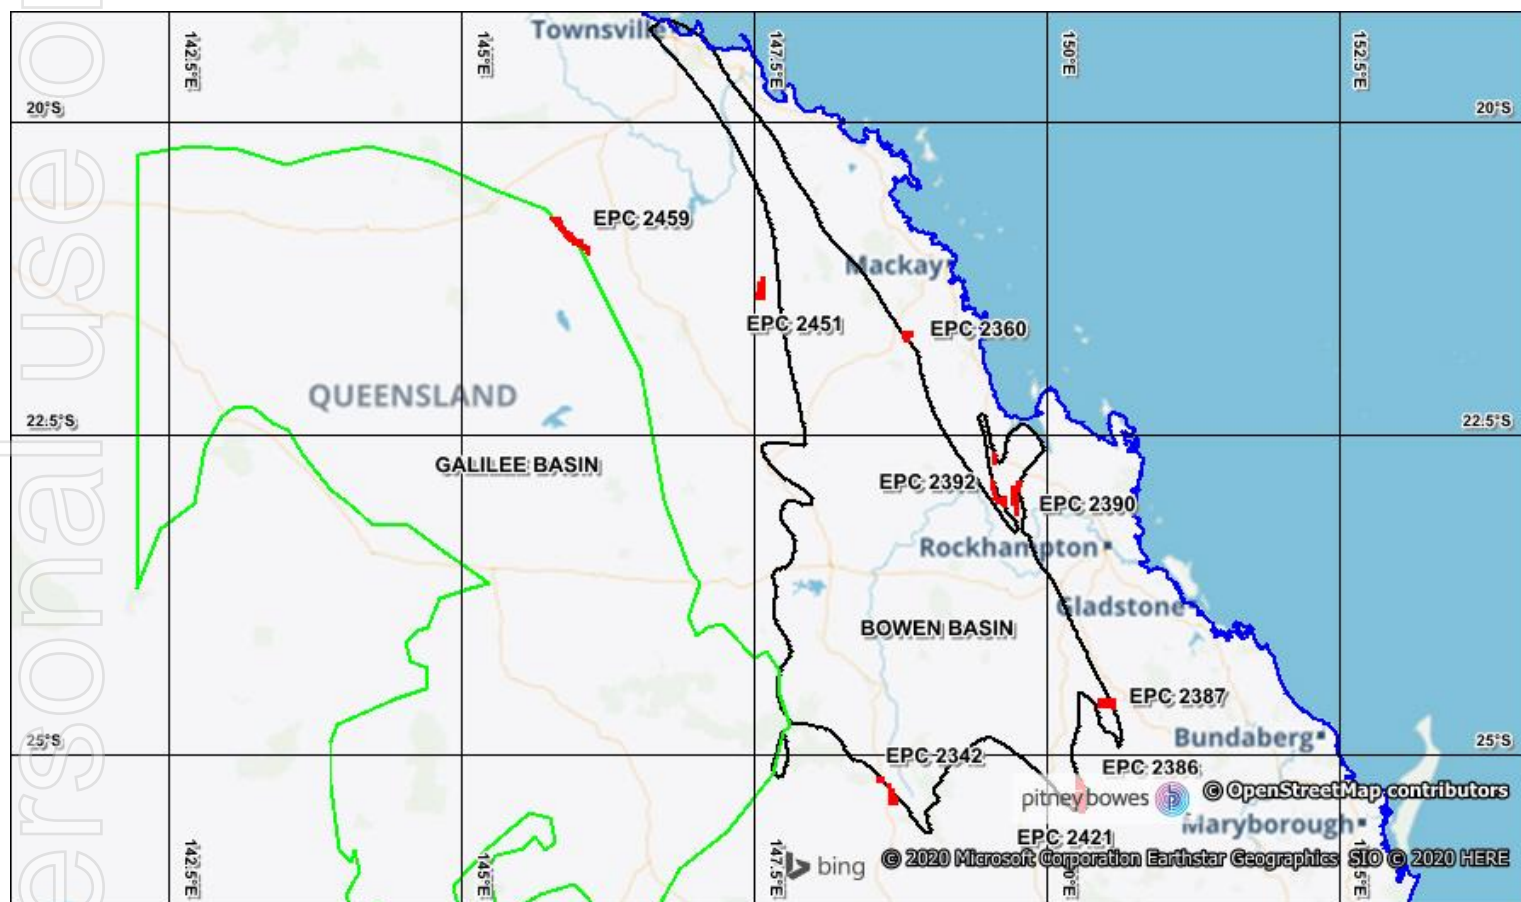 ersonal use o
Townsville
142.5°E
145°E
147.5°E
150°E
152.5°E
20°S
20°S
EPC 2459
Mackay
EPC 2451
EPC 2360
QUEENSLAND
22.5°S
22.5°S
GALILEE BASIN
EPC 2392
EPC 2390
Rockhampton
Gladstone
BOWEN BASIN
EPC 2387
Bundaberg
25°S
25°S
EPC 2342
EPC 2386
pitney bowes
© OpenStreetMap contributors
Maryborough
EPC 2421
bing
© 2020 Microsoft Corporation Earthstar Geographics SIO © 2020 HERE
142.5°E
145°E
147.5°E